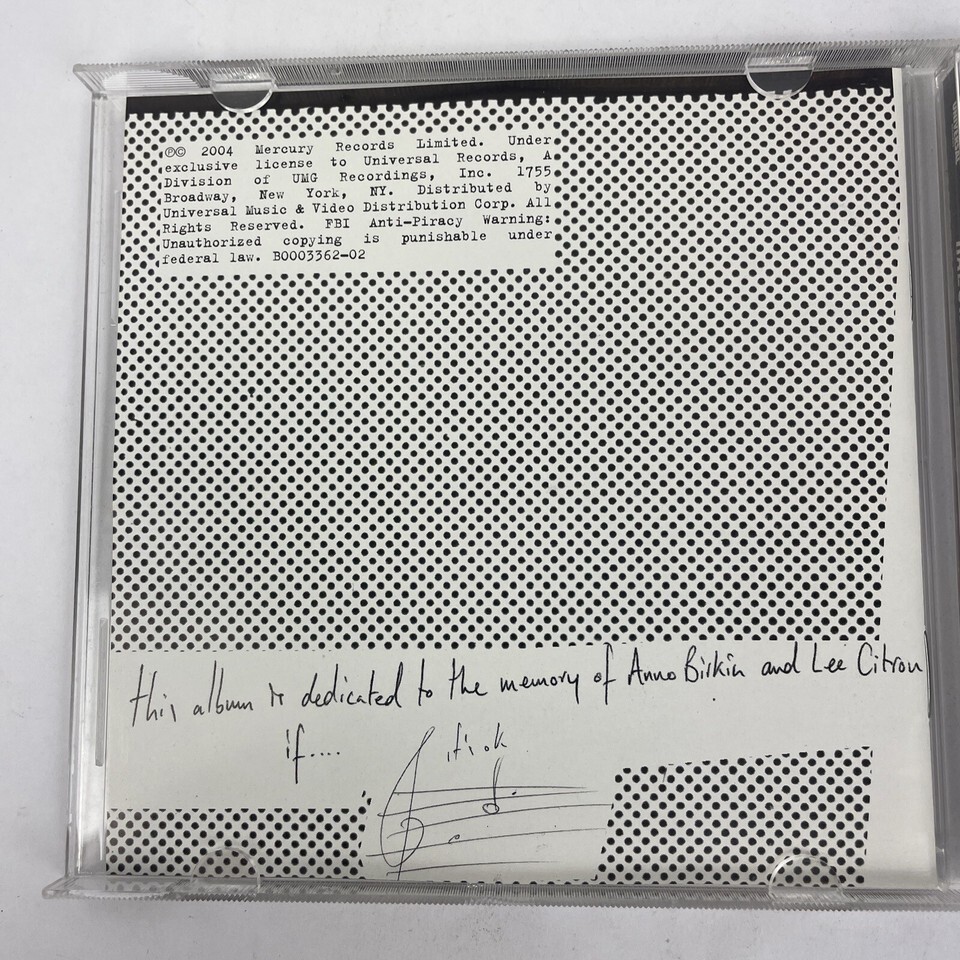 ℗© 2004 Mercury Records Limited. Under
exclusive license to Universal Records, A
Division of UMG Recordings, Inc. 1755
Broadway, New York, NY. Distributed by
Universal Music & Video Distribution Corp. All
Rights Reserved. FBI Anti-Piracy Warning:
Unauthorized copying is punishable under
federal law. B0003362-02
this album is dedicated to the memory of Anno Birkin and Lee Citron
if.... it's ok